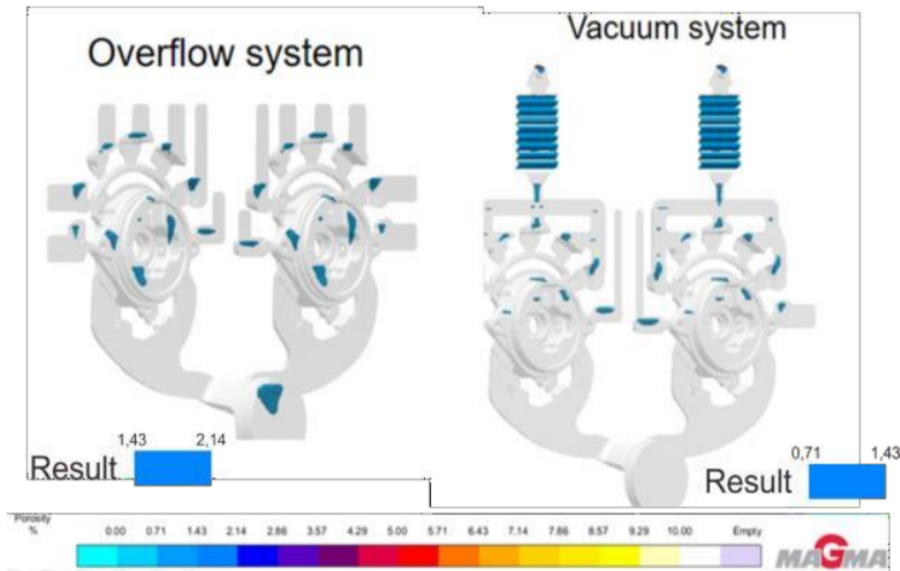 Overflow system
Vacuum system
1,43 2,14
Result
0,71 1,43
Result
Porosity
%
0.00 0.71 1.43 2.14 2.86 3.57 4.29 5.00 5.71 6.43 7.14 7.86 8.57 9.29 10.00 Empty
MAGMA